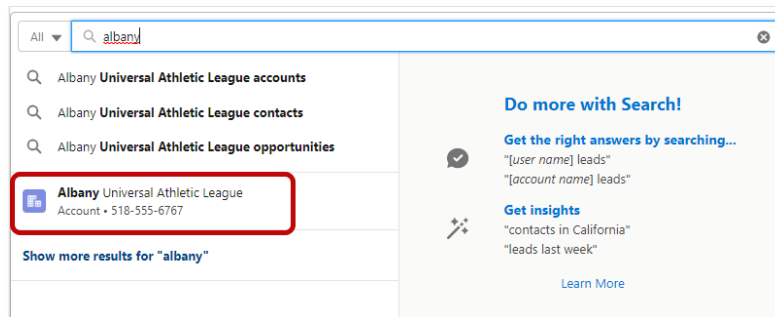 All
albany
Albany Universal Athletic League accounts
Albany Universal Athletic League contacts
Albany Universal Athletic League opportunities
Albany Universal Athletic League
Account • 518-555-6767
Show more results for "albany"
Do more with Search!
Get the right answers by searching...
"[user name] leads"
"[account name] leads"
Get insights
"contacts in California"
"leads last week"
Learn More